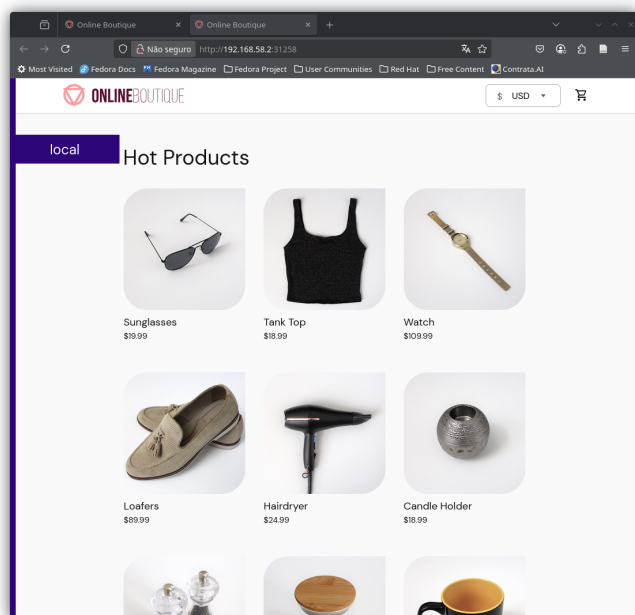 Online Boutique
Online Boutique
Não seguro http://192.168.58.2:31258
Most Visited Fedora Docs Fedora Magazine Fedora Project User Communities Red Hat Free Content Contrata.AI
ONLINEBOUTIQUE
$ USD
local
Hot Products
Sunglasses Tank Top Watch
$19.99 $18.99 $109.99
Loafers Hairdryer Candle Holder
$89.99 $24.99 $18.99